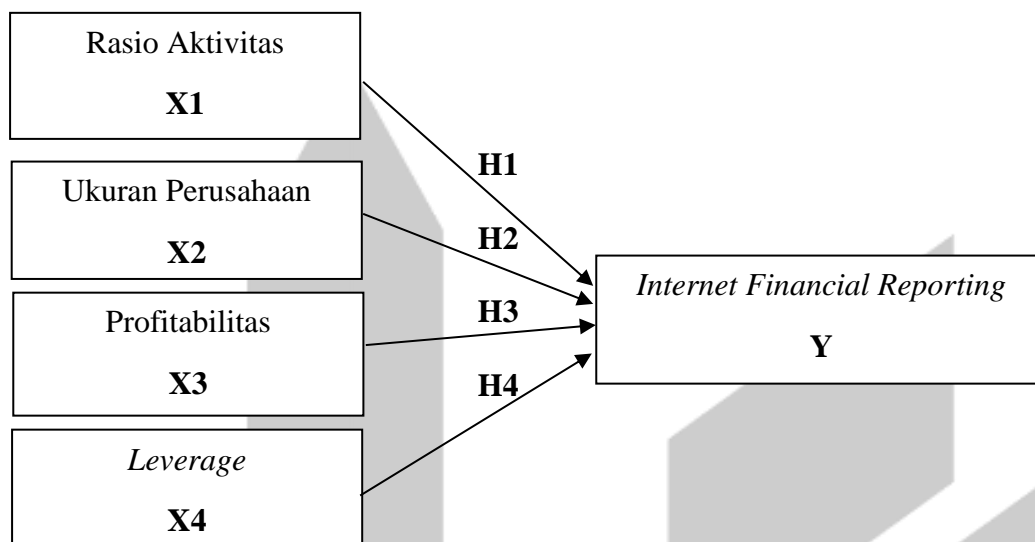 Rasio Aktivitas
X1
Ukuran Perusahaan
X2
Profitabilitas
X3
Leverage
X4
H1
H2
H3
H4
Internet Financial Reporting
Y